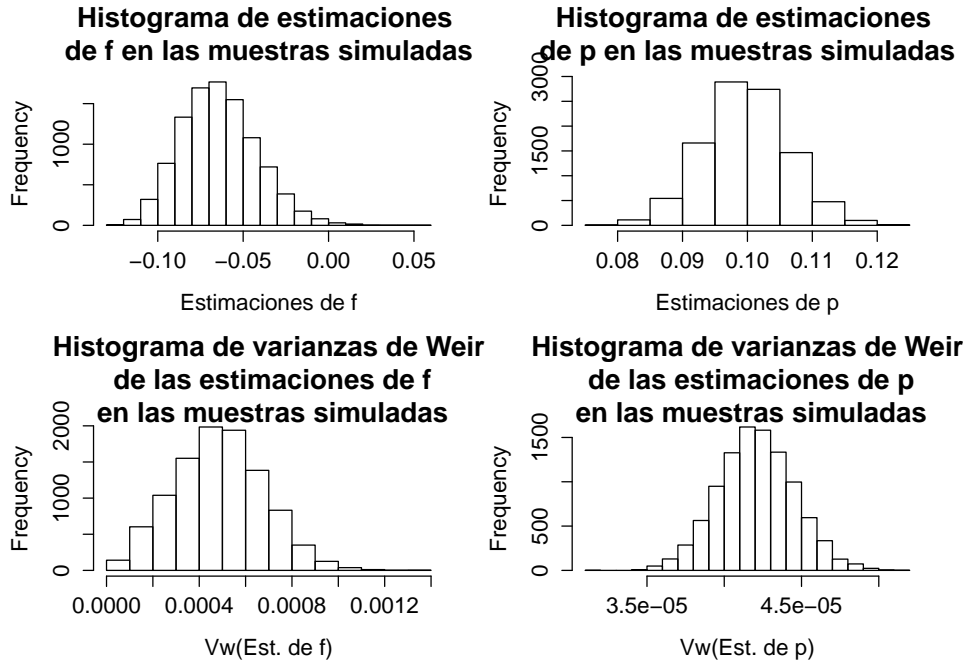 Histograma de estimaciones
de f en las muestras simuladas
Frequency
0
1000
−0.10
−0.05
0.00
0.05
Estimaciones de f
Histograma de estimaciones
de p en las muestras simuladas
Frequency
0
1500
3000
0.08
0.09
0.10
0.11
0.12
Estimaciones de p
Histograma de varianzas de Weir
de las estimaciones de f
en las muestras simuladas
Frequency
0
1000
2000
0.0000
0.0004
0.0008
0.0012
Vw(Est. de f)
Histograma de varianzas de Weir
de las estimaciones de p
en las muestras simuladas
Frequency
0
500
1500
3.5e−05
4.5e−05
Vw(Est. de p)